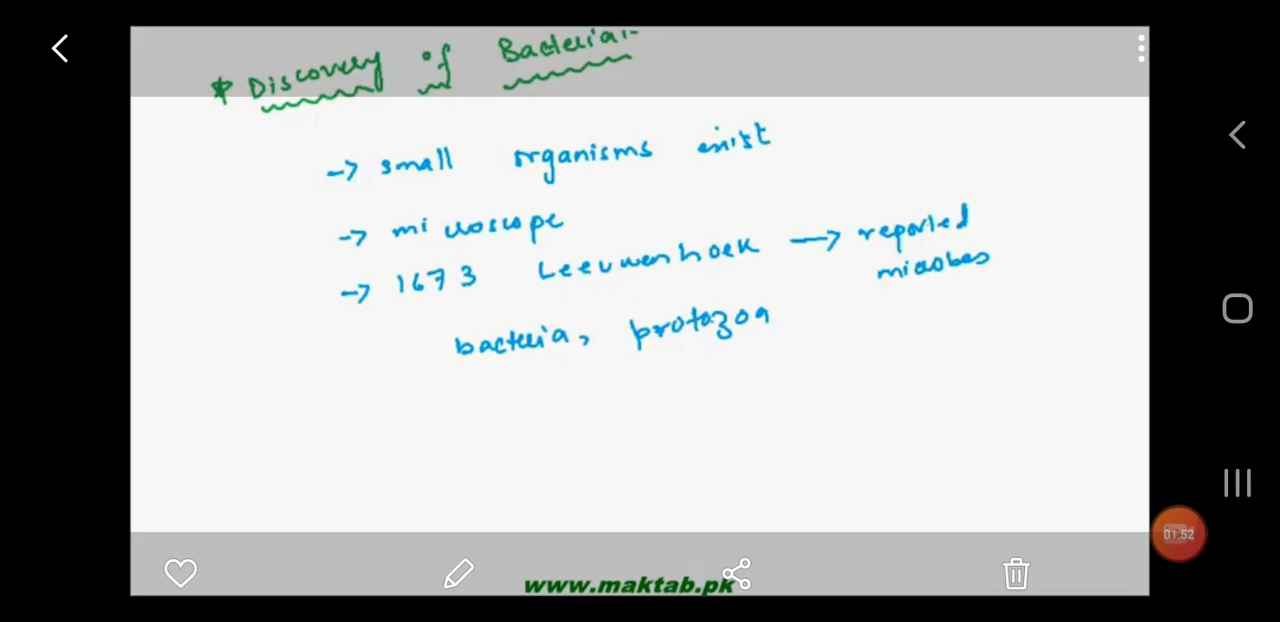 * Discovery of Bacteria:-
-> small organisms exist
-> microscope
-> 1673 Leeuwenhoek -> reported
microbes
bacteria, protozoa
01:52
www.maktab.pk